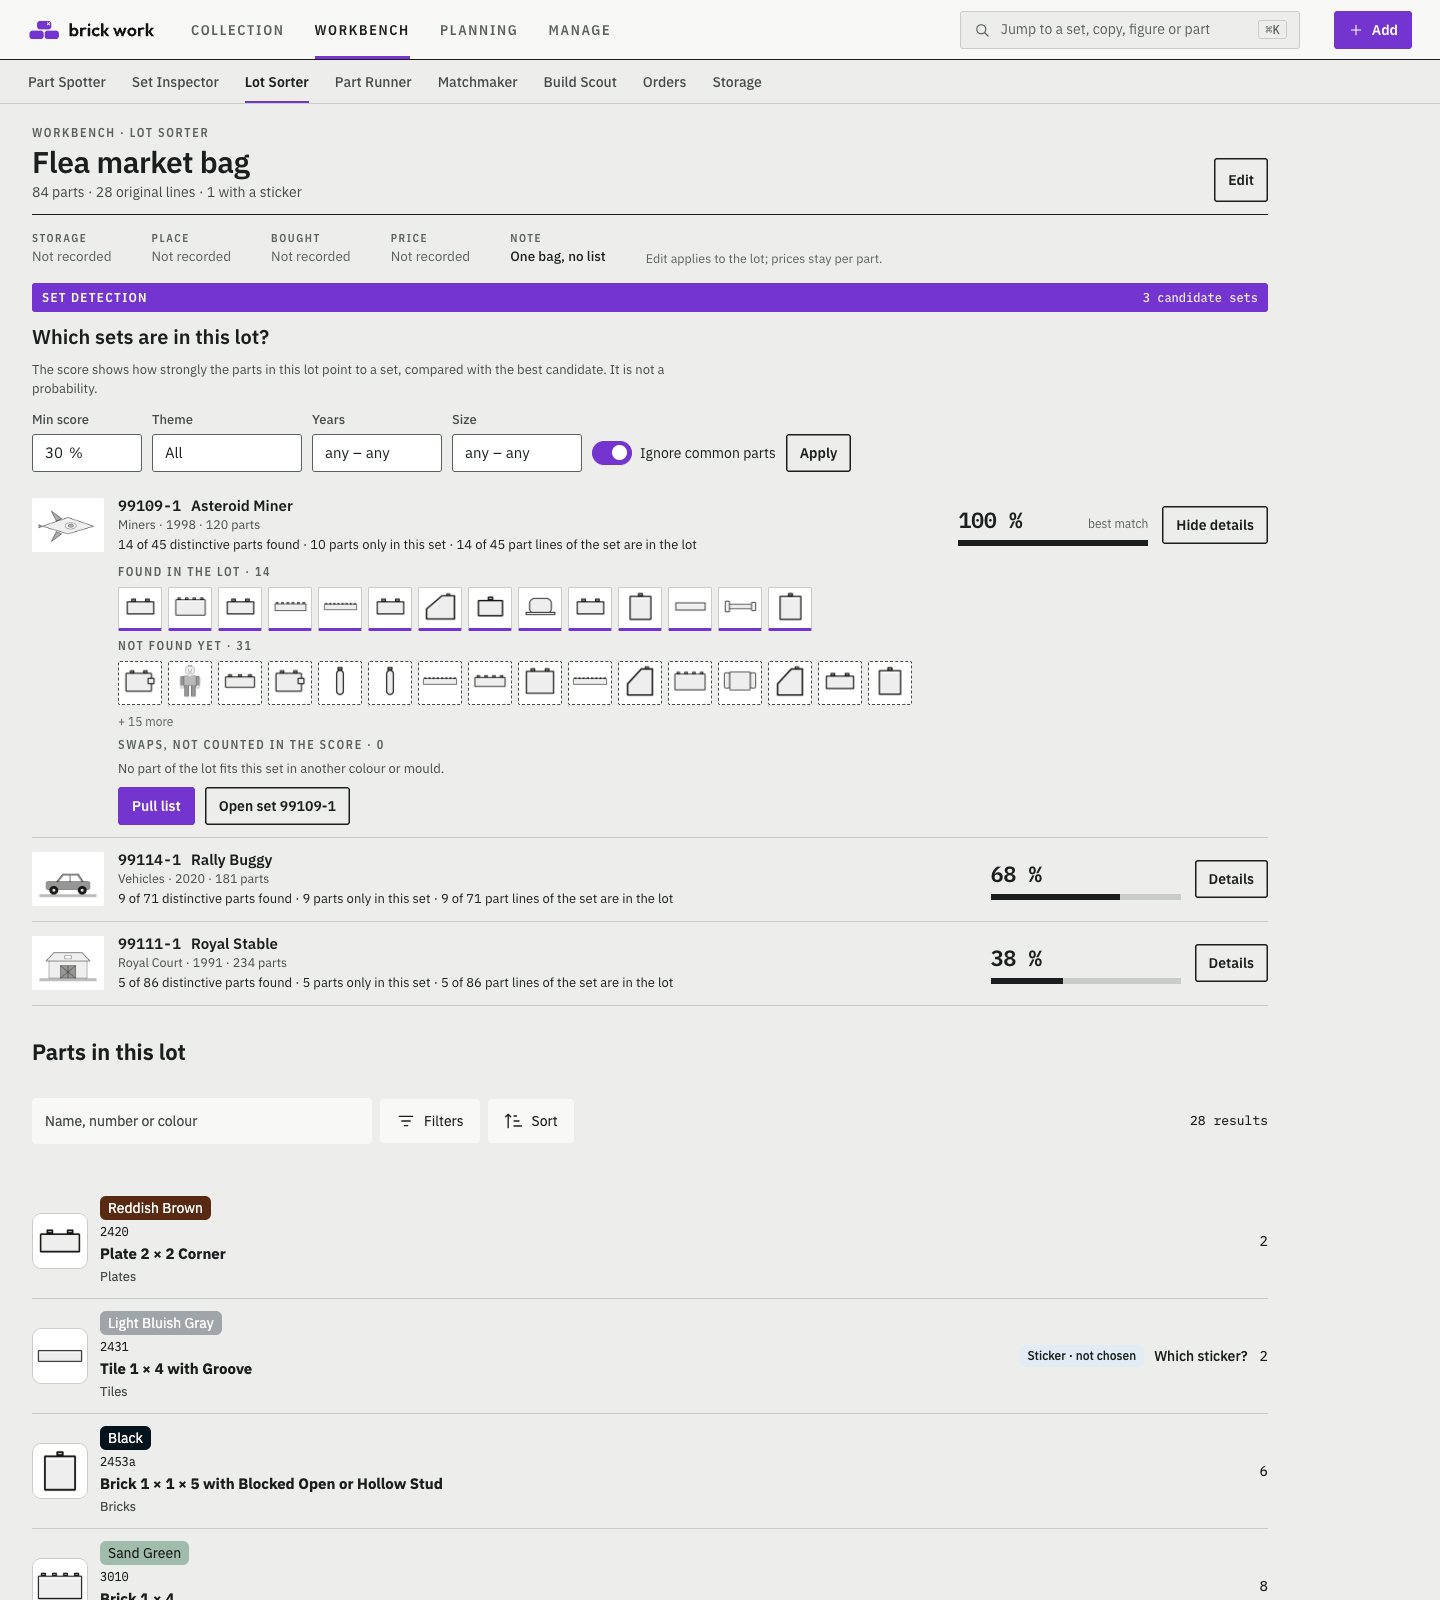 brick work
COLLECTION
WORKBENCH
PLANNING
MANAGE
Jump to a set, copy, figure or part
⌘K
+ Add
Part Spotter
Set Inspector
Lot Sorter
Part Runner
Matchmaker
Build Scout
Orders
Storage
WORKBENCH · LOT SORTER
Flea market bag
84 parts · 28 original lines · 1 with a sticker
Edit
STORAGE
Not recorded
PLACE
Not recorded
BOUGHT
Not recorded
PRICE
Not recorded
NOTE
One bag, no list
Edit applies to the lot; prices stay per part.
SET DETECTION
3 candidate sets
Which sets are in this lot?
The score shows how strongly the parts in this lot point to a set, compared with the best candidate. It is not a
probability.
Min score
30 %
Theme
All
Years
any – any
Size
any – any
Ignore common parts
Apply
99109-1 Asteroid Miner
Miners · 1998 · 120 parts
14 of 45 distinctive parts found · 10 parts only in this set · 14 of 45 part lines of the set are in the lot
100 %
best match
Hide details
FOUND IN THE LOT · 14
NOT FOUND YET · 31
+ 15 more
SWAPS, NOT COUNTED IN THE SCORE · 0
No part of the lot fits this set in another colour or mould.
Pull list
Open set 99109-1
99114-1 Rally Buggy
Vehicles · 2020 · 181 parts
9 of 71 distinctive parts found · 9 parts only in this set · 9 of 71 part lines of the set are in the lot
68 %
Details
99111-1 Royal Stable
Royal Court · 1991 · 234 parts
5 of 86 distinctive parts found · 5 parts only in this set · 5 of 86 part lines of the set are in the lot
38 %
Details
Parts in this lot
Name, number or colour
Filters
Sort
28 results
Reddish Brown
2420
Plate 2 × 2 Corner
Plates
2
Light Bluish Gray
2431
Tile 1 × 4 with Groove
Tiles
Sticker · not chosen
Which sticker?
2
Black
2453a
Brick 1 × 1 × 5 with Blocked Open or Hollow Stud
Bricks
6
Sand Green
3010
Brick 1 × 4
8